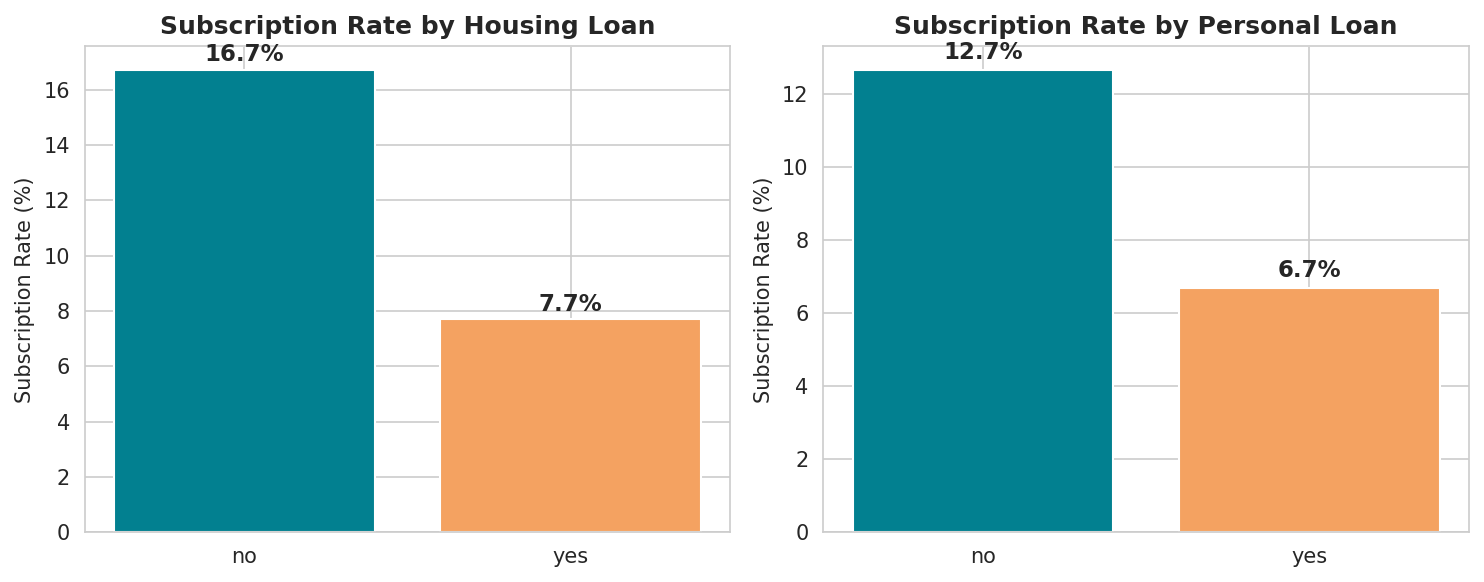 Subscription Rate by Housing Loan
16.7%
7.7%
Subscription Rate (%)
16
14
12
10
8
6
4
2
0
no
yes
Subscription Rate by Personal Loan
12.7%
6.7%
Subscription Rate (%)
12
10
8
6
4
2
0
no
yes